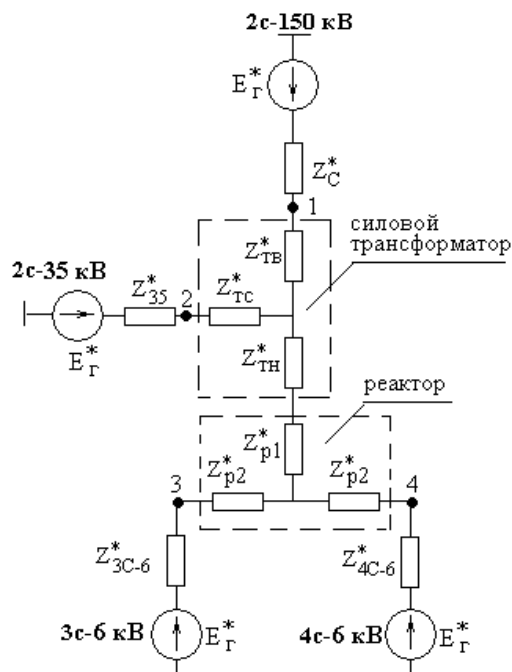 2с-150 кВ
E*г
Z*С
1
силовой
трансформатор
Z*тв
2с-35 кВ
Z*35
2
Z*тс
E*г
Z*тн
реактор
Z*р1
3
Z*р2
Z*р2
4
Z*3С-6
Z*4С-6
3с-6 кВ
E*г
4с-6 кВ
E*г